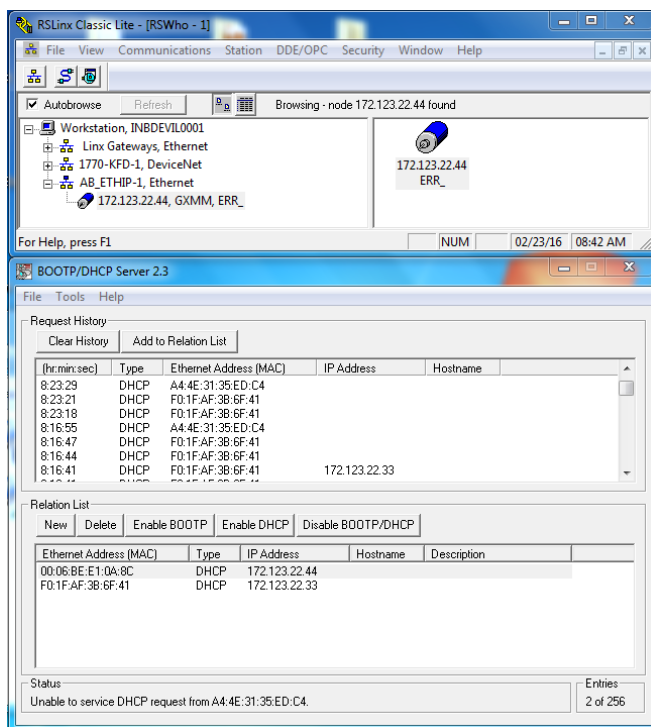 RSLinx Classic Lite - [RSWho - 1]
File View Communications Station DDE/OPC Security Window Help
Autobrowse Refresh Browsing - node 172.123.22.44 found
Workstation, INBDEVIL0001
Linx Gateways, Ethernet
1770-KFD-1, DeviceNet
AB_ETHIP-1, Ethernet
172.123.22.44, GXMM, ERR_
172.123.22.44
ERR_
For Help, press F1 NUM 02/23/16 08:42 AM
BOOTP/DHCP Server 2.3
File Tools Help
Request History
Clear History Add to Relation List
(hr:min:sec) Type Ethernet Address (MAC) IP Address Hostname
8:23:29 DHCP A4:4E:31:35:ED:C4
8:23:21 DHCP F0:1F:AF:3B:6F:41
8:23:18 DHCP F0:1F:AF:3B:6F:41
8:16:55 DHCP A4:4E:31:35:ED:C4
8:16:47 DHCP F0:1F:AF:3B:6F:41
8:16:44 DHCP F0:1F:AF:3B:6F:41
8:16:41 DHCP F0:1F:AF:3B:6F:41 172.123.22.33
Relation List
New Delete Enable BOOTP Enable DHCP Disable BOOTP/DHCP
Ethernet Address (MAC) Type IP Address Hostname Description
00:06:BE:E1:0A:8C DHCP 172.123.22.44
F0:1F:AF:3B:6F:41 DHCP 172.123.22.33
Status Entries
Unable to service DHCP request from A4:4E:31:35:ED:C4. 2 of 256